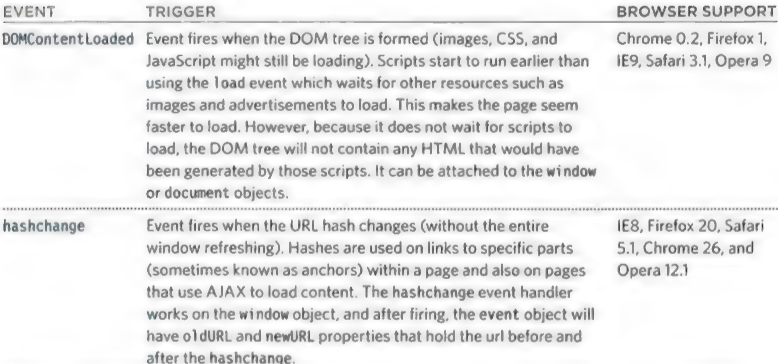 EVENT TRIGGER BROWSER SUPPORT
DOMContentLoaded Event fires when the DOM tree is formed (images, CSS, and Chrome 0.2, Firefox 1,
JavaScript might still be loading). Scripts start to run earlier than IE9, Safari 3.1, Opera 9
using the load event which waits for other resources such as
images and advertisements to load. This makes the page seem
faster to load. However, because it does not wait for scripts to
load, the DOM tree will not contain any HTML that would have
been generated by those scripts. It can be attached to the window
or document objects.
hashchange Event fires when the URL hash changes (without the entire IE8, Firefox 20, Safari
window refreshing). Hashes are used on links to specific parts 5.1, Chrome 26, and
(sometimes known as anchors) within a page and also on pages Opera 12.1
that use AJAX to load content. The hashchange event handler
works on the window object, and after firing, the event object will
have oldURL and newURL properties that hold the url before and
after the hashchange.